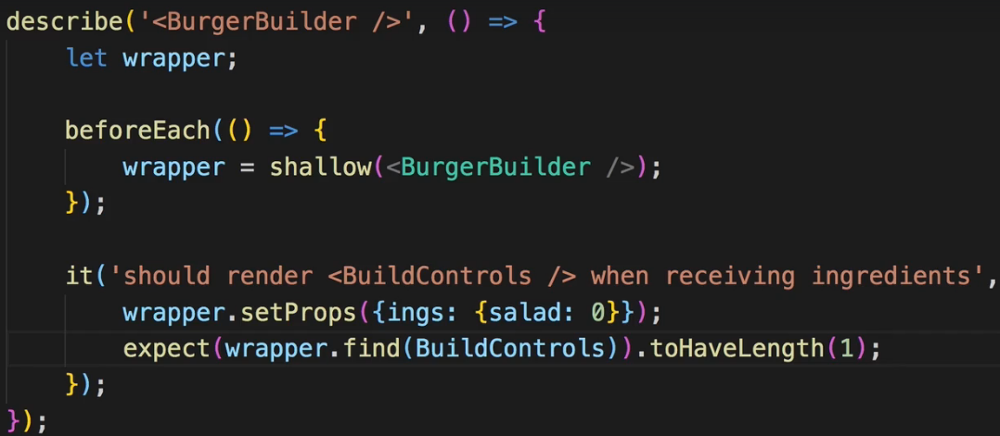 describe('<BurgerBuilder />', () => {
    let wrapper;

    beforeEach(() => {
        wrapper = shallow(<BurgerBuilder />);
    });

    it('should render <BuildControls /> when receiving ingredients',
        wrapper.setProps({ings: {salad: 0}});
        expect(wrapper.find(BuildControls)).toHaveLength(1);
    });
});